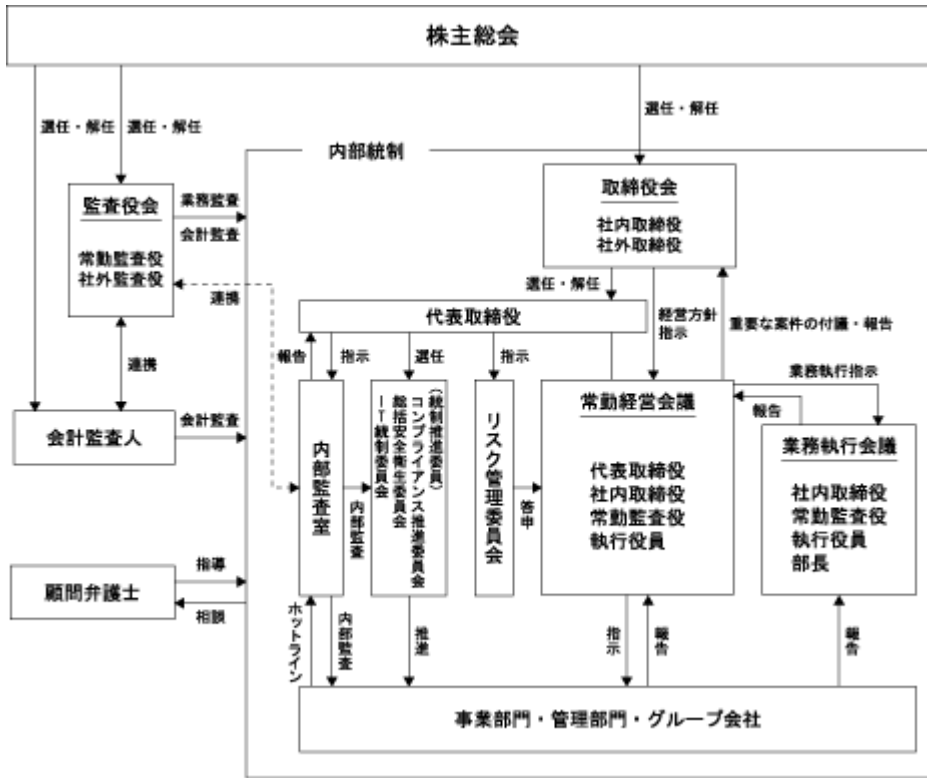 株主総会
選任・解任
選任・解任
選任・解任
内部統制
監査役会
常勤監査役
社外監査役
業務監査
会計監査
取締役会
社内取締役
社外取締役
連携
選任・解任
代表取締役
経営方針
指示
重要な案件の付議・報告
連携
報告
指示
選任
指示
業務執行指示
報告
会計監査人
会計監査
内部監査室
内部監査
(統制推進委員)
コンプライアンス推進委員会
総括安全衛生委員会
IT統制委員会
リスク管理委員会
答申
常勤経営会議
代表取締役
社内取締役
常勤監査役
執行役員
業務執行会議
社内取締役
常勤監査役
執行役員
部長
顧問弁護士
指導
相談
ホットライン
内部監査
推進
指示
報告
報告
事業部門・管理部門・グループ会社